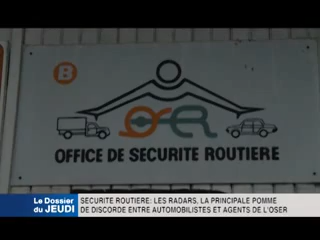 B
OSER
OFFICE DE SECURITE ROUTIERE
Le Dossier
du JEUDI
SECURITE ROUTIERE: LES RADARS, LA PRINCIPALE POMME
DE DISCORDE ENTRE AUTOMOBILISTES ET AGENTS DE L'OSER